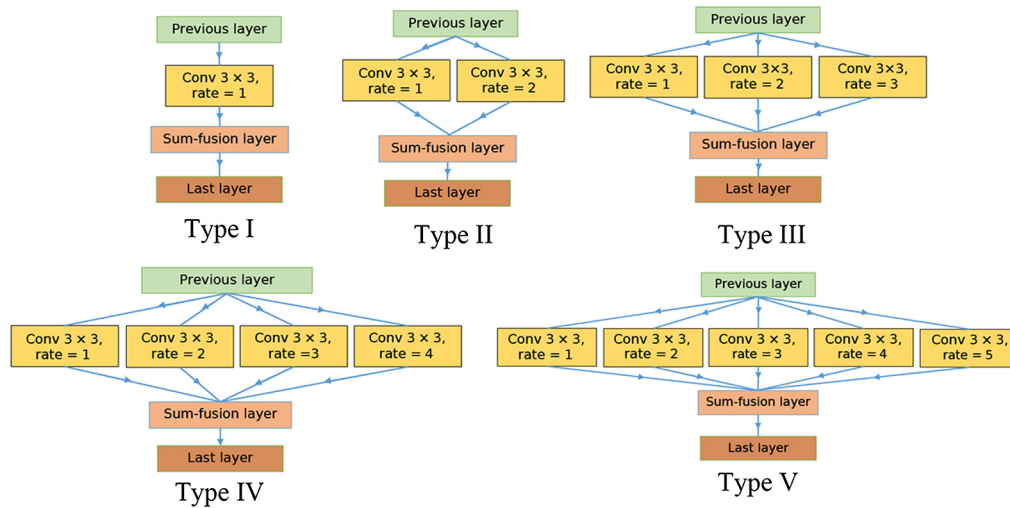 Previous layer
Conv 3 × 3,
rate = 1
Sum-fusion layer
Last layer
Type I
Previous layer
Conv 3 × 3,
rate = 1
Conv 3 × 3,
rate = 2
Sum-fusion layer
Last layer
Type II
Previous layer
Conv 3 × 3,
rate = 1
Conv 3×3,
rate = 2
Conv 3×3,
rate = 3
Sum-fusion layer
Last layer
Type III
Previous layer
Conv 3 × 3,
rate = 1
Conv 3 × 3,
rate = 2
Conv 3 × 3,
rate =3
Conv 3 × 3,
rate = 4
Sum-fusion layer
Last layer
Type IV
Previous layer
Conv 3 × 3,
rate = 1
Conv 3 × 3,
rate = 2
Conv 3 × 3,
rate = 3
Conv 3 × 3,
rate = 4
Conv 3 × 3,
rate = 5
Sum-fusion layer
Last layer
Type V